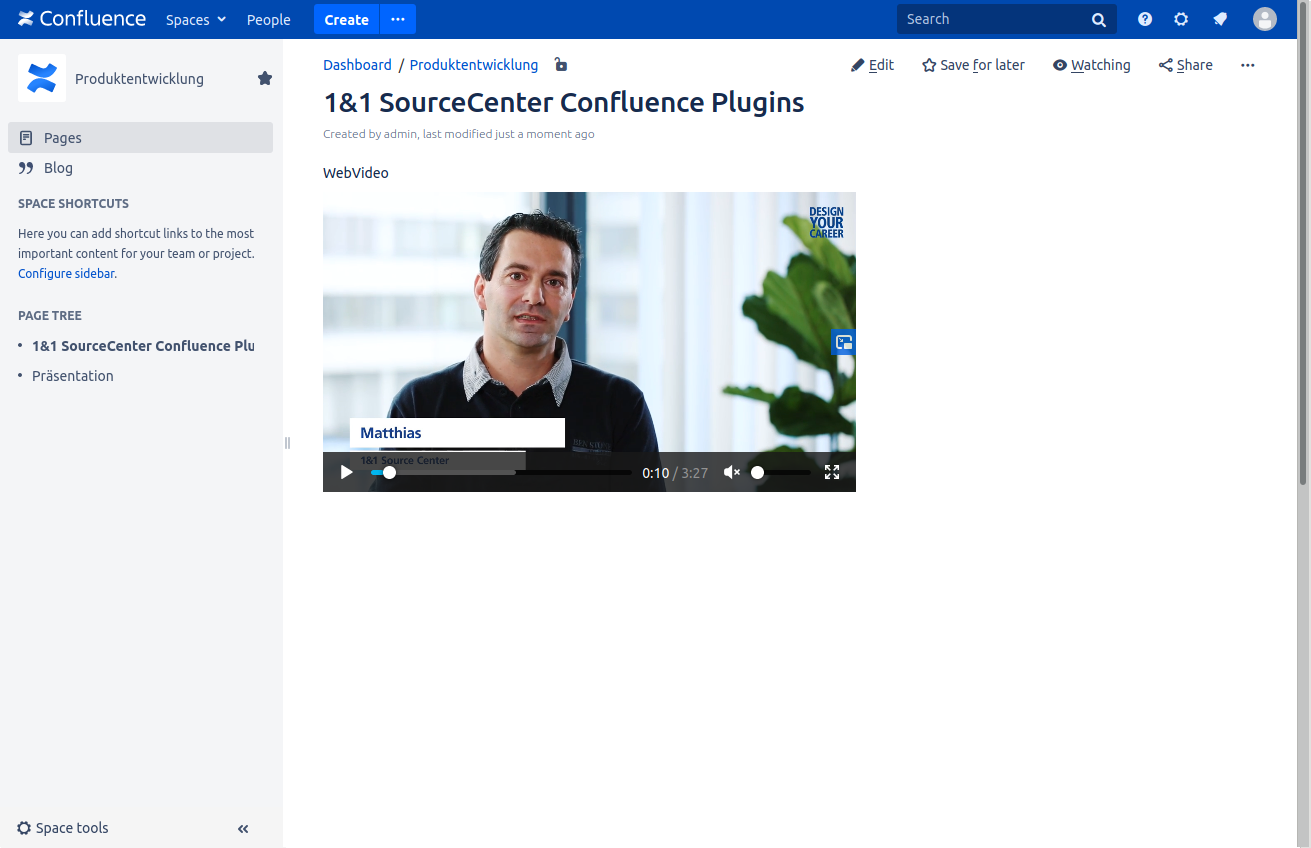 Confluence Spaces People Create ··· Search
Produktentwicklung
Pages
Blog
SPACE SHORTCUTS
Here you can add shortcut links to the most
important content for your team or project.
Configure sidebar.
PAGE TREE
• 1&1 SourceCenter Confluence Plu
• Präsentation
Space tools
Dashboard / Produktentwicklung
Edit Save for later Watching Share ···
1&1 SourceCenter Confluence Plugins
Created by admin, last modified just a moment ago
WebVideo
DESIGN
YOUR
CAREER
Matthias
1&1 Source Center
0:10 / 3:27